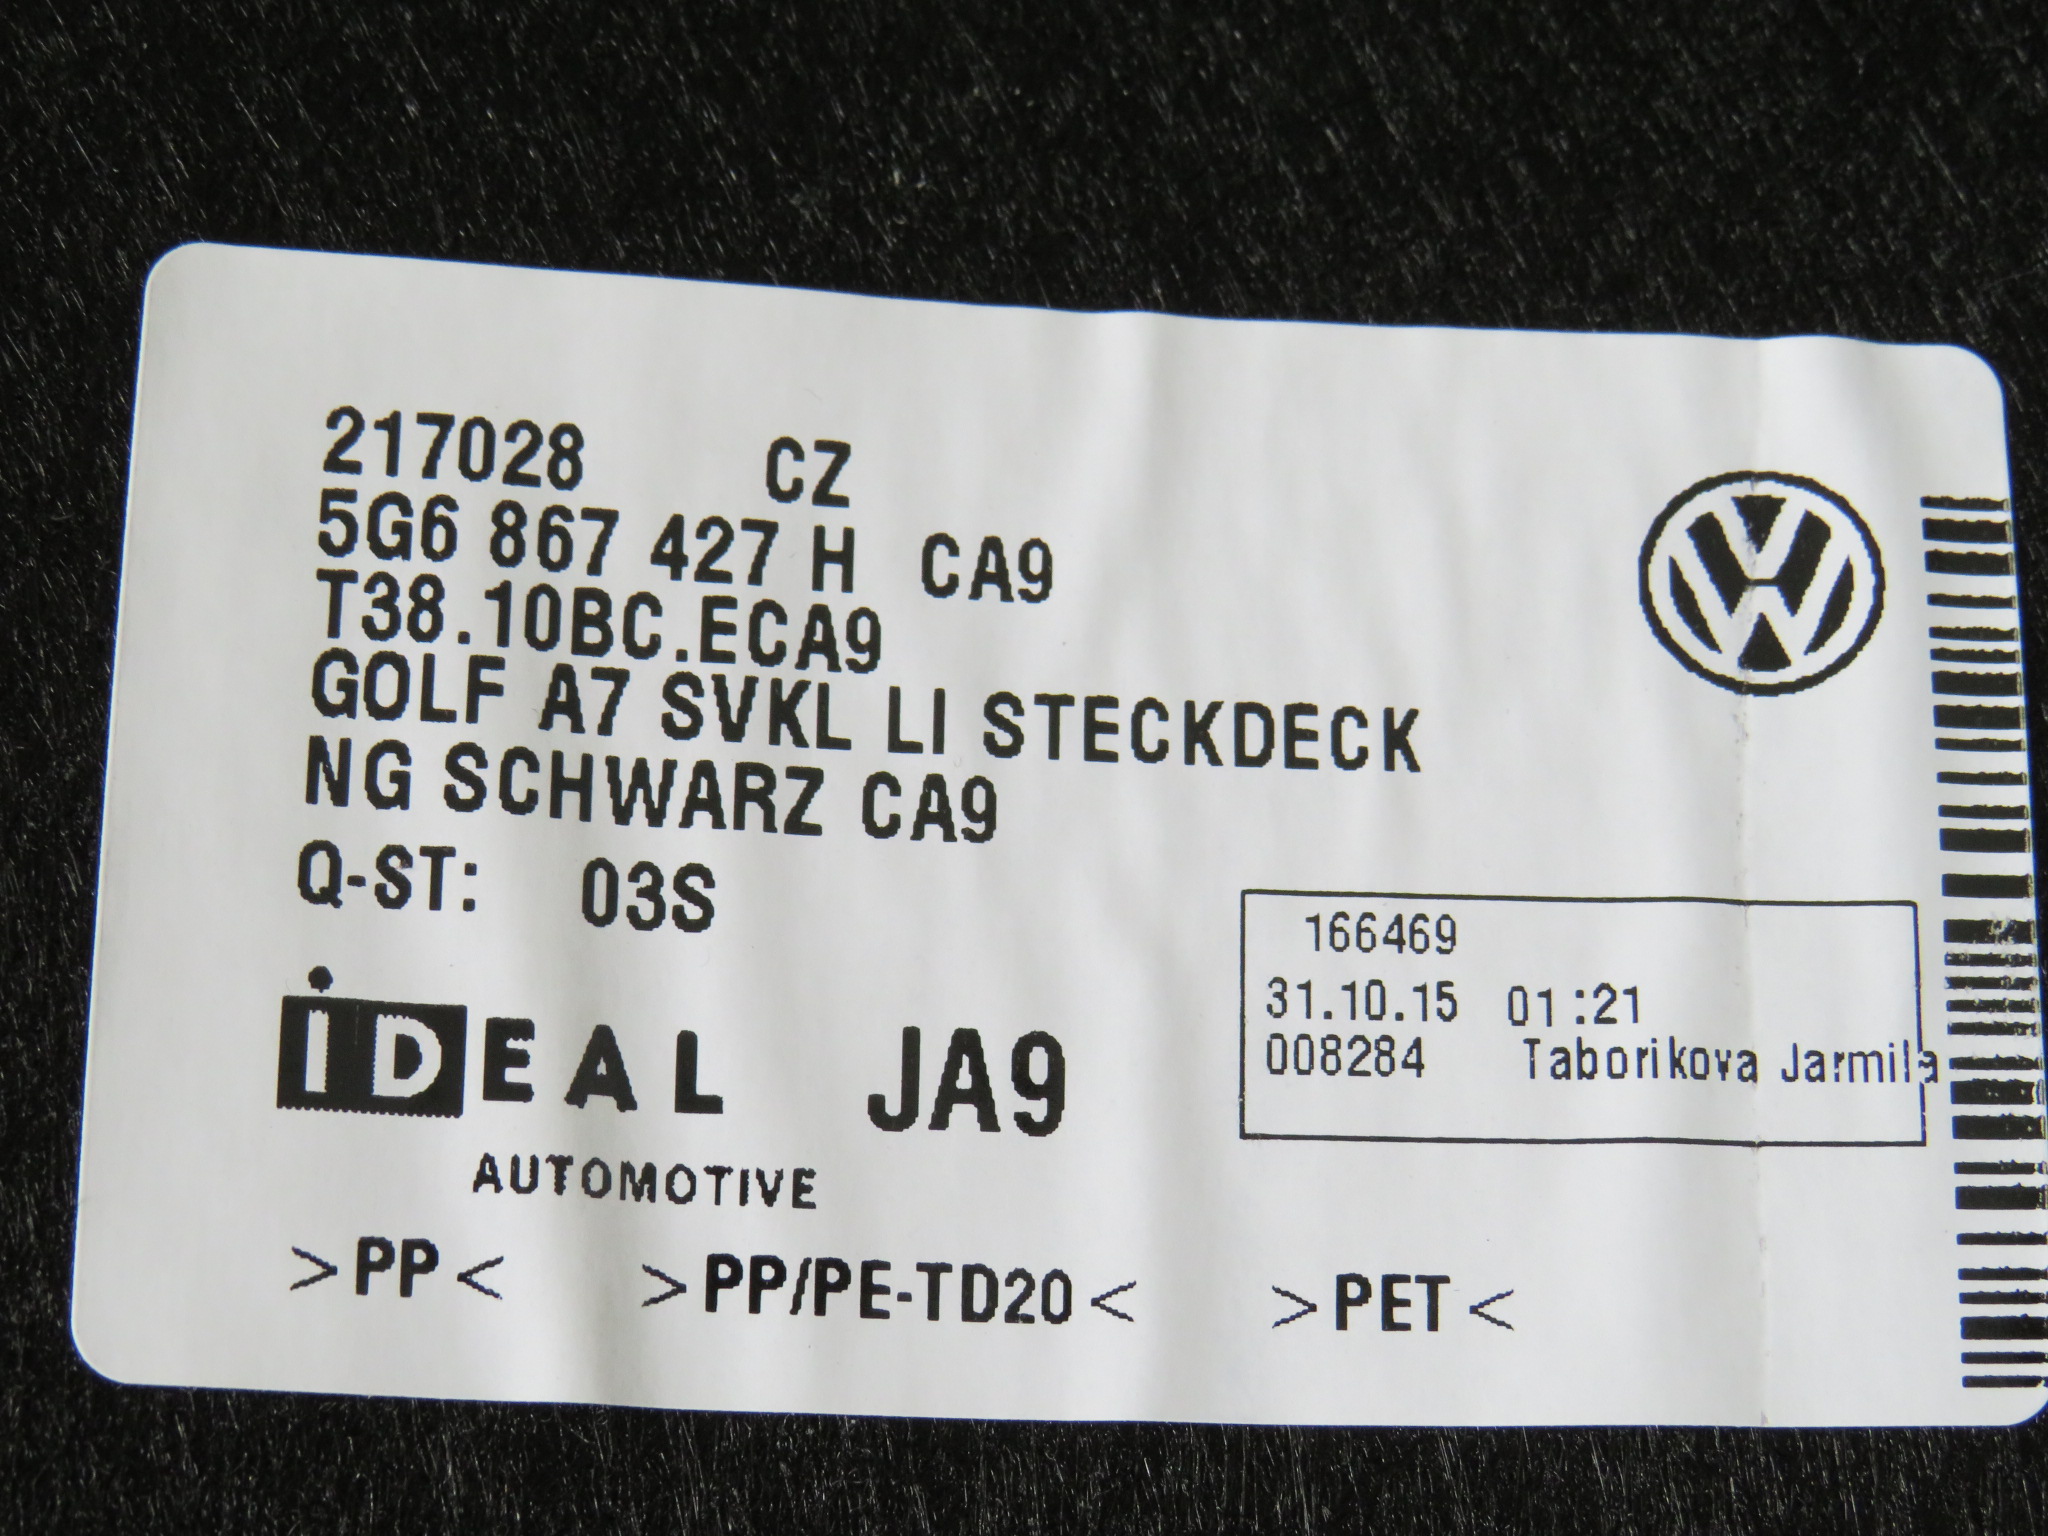 217028 CZ
5G6 867 427 H CA9
T38.10BC.ECA9
GOLF A7 SVKL LI STECKDECK
NG SCHWARZ CA9
Q-ST: 03S
166469
31.10.15 01:21
008284 Taborikova Jarmila
iDEAL JA9
AUTOMOTIVE
>PP< >PP/PE-TD20< >PET<